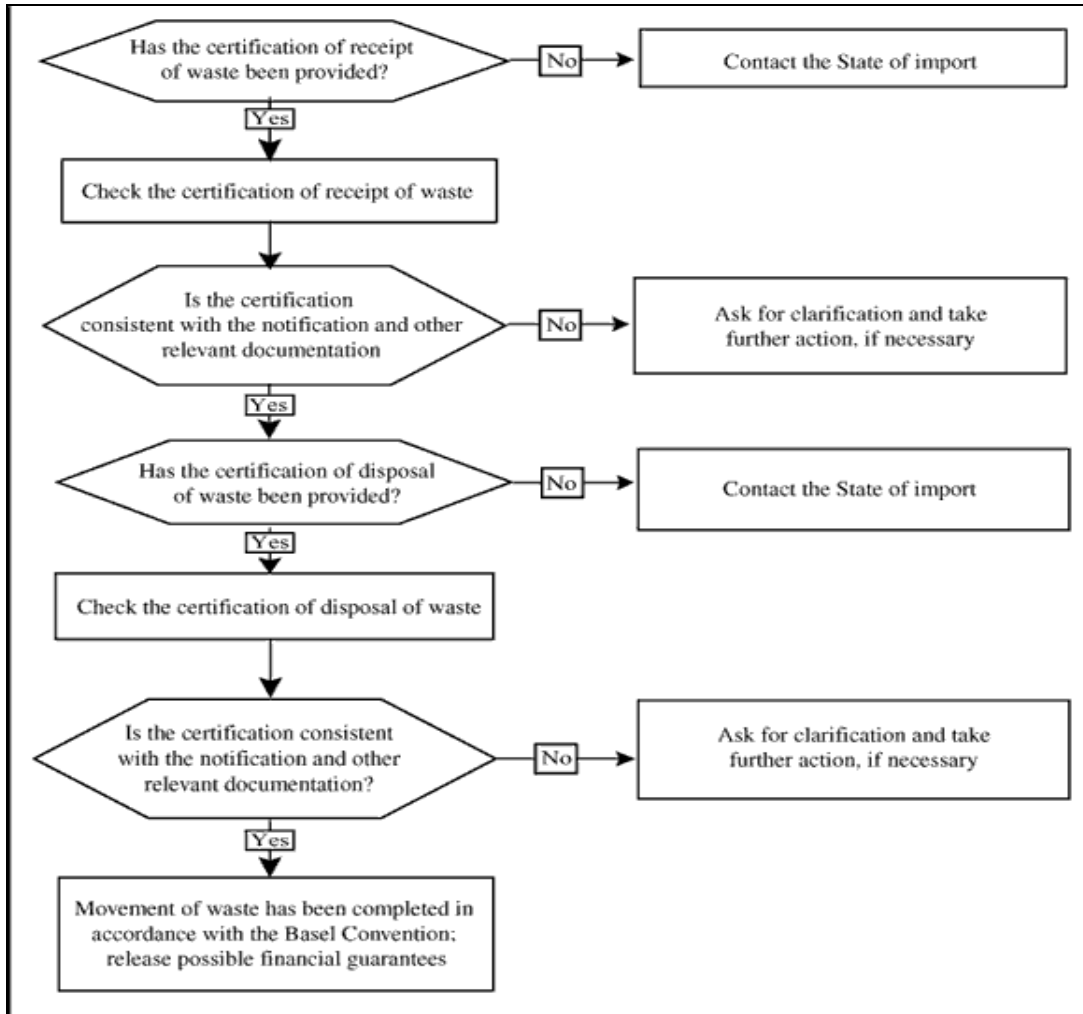 Has the certification of receipt
of waste been provided?
No
Contact the State of import
Yes
Check the certification of receipt of waste
Is the certification
consistent with the notification and other
relevant documentation
No
Ask for clarification and take
further action, if necessary
Yes
Has the certification of disposal
of waste been provided?
No
Contact the State of import
Yes
Check the certification of disposal of waste
Is the certification consistent
with the notification and other
relevant documentation?
No
Ask for clarification and take
further action, if necessary
Yes
Movement of waste has been completed in
accordance with the Basel Convention;
release possible financial guarantees